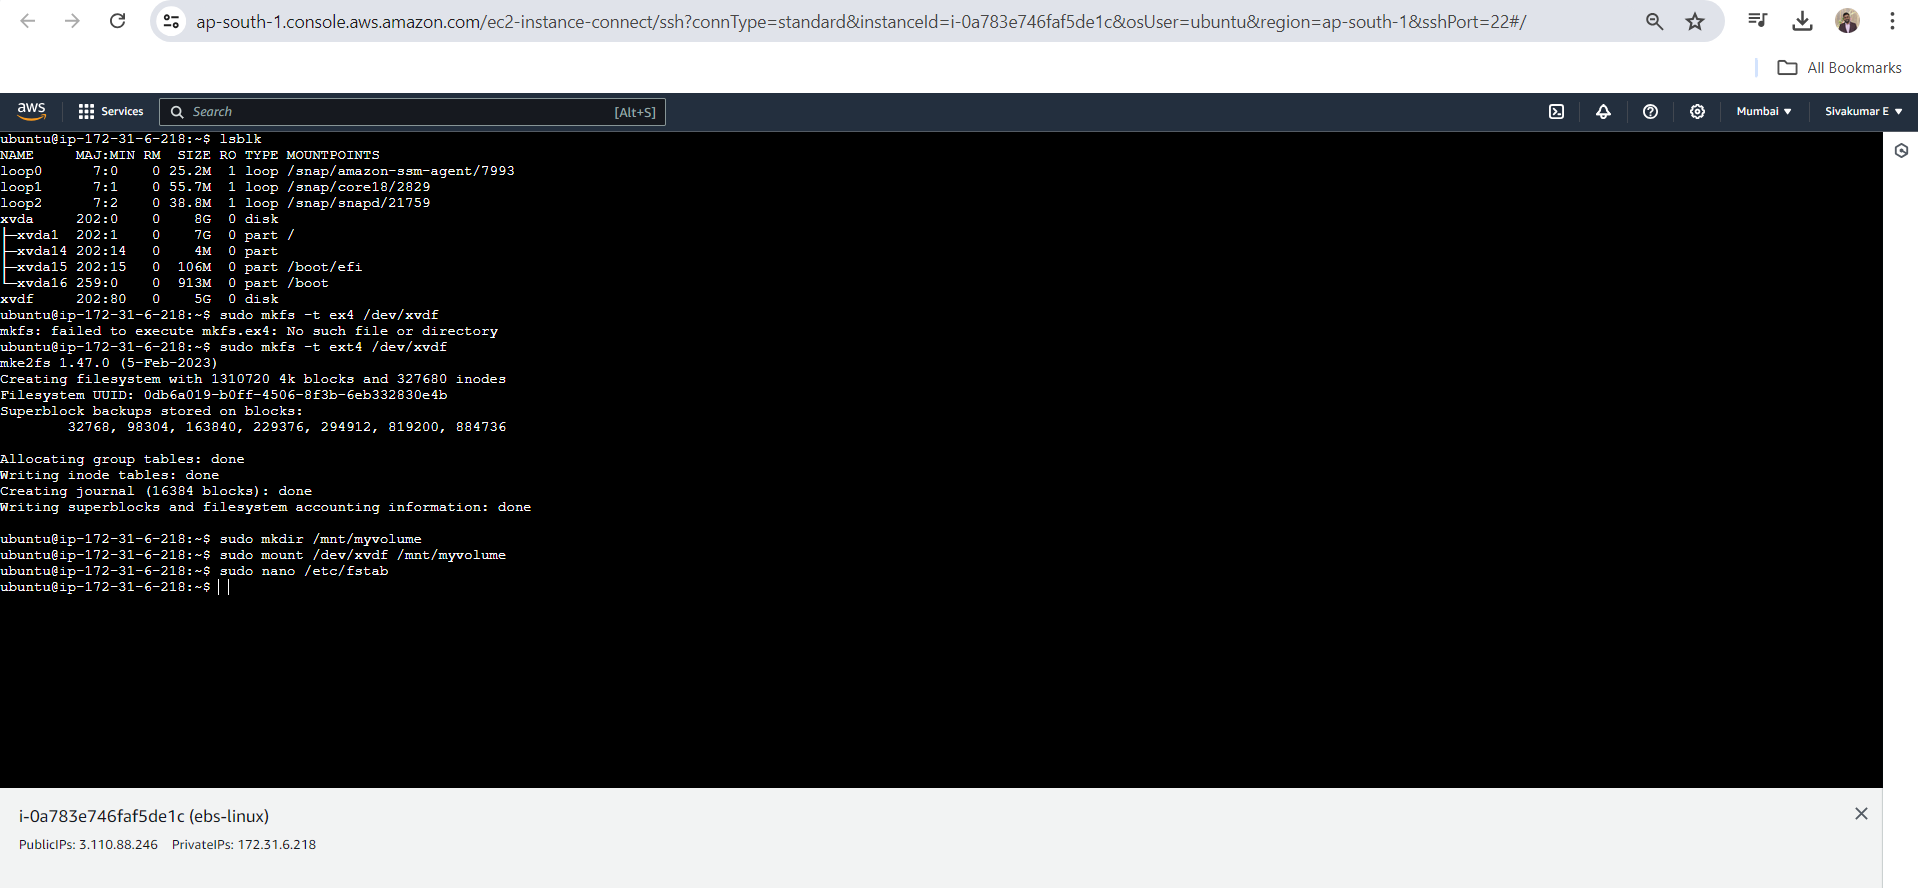 ap-south-1.console.aws.amazon.com/ec2-instance-connect/ssh?connType=standard&instanceId=i-0a783e746faf5de1c&osUser=ubuntu&region=ap-south-1&sshPort=22#/
All Bookmarks
aws Services Search [Alt+S] Mumbai Sivakumar E
ubuntu@ip-172-31-6-218:~$ lsblk
NAME     MAJ:MIN RM  SIZE RO TYPE MOUNTPOINTS
loop0      7:0    0 25.2M  1 loop /snap/amazon-ssm-agent/7993
loop1      7:1    0 55.7M  1 loop /snap/core18/2829
loop2      7:2    0 38.8M  1 loop /snap/snapd/21759
xvda     202:0    0    8G  0 disk
├─xvda1  202:1    0    7G  0 part /
├─xvda14 202:14   0    4M  0 part
├─xvda15 202:15   0  106M  0 part /boot/efi
└─xvda16 259:0    0  913M  0 part /boot
xvdf     202:80   0    5G  0 disk
ubuntu@ip-172-31-6-218:~$ sudo mkfs -t ex4 /dev/xvdf
mkfs: failed to execute mkfs.ex4: No such file or directory
ubuntu@ip-172-31-6-218:~$ sudo mkfs -t ext4 /dev/xvdf
mke2fs 1.47.0 (5-Feb-2023)
Creating filesystem with 1310720 4k blocks and 327680 inodes
Filesystem UUID: 0db6a019-b0ff-4506-8f3b-6eb332830e4b
Superblock backups stored on blocks:
        32768, 98304, 163840, 229376, 294912, 819200, 884736
Allocating group tables: done
Writing inode tables: done
Creating journal (16384 blocks): done
Writing superblocks and filesystem accounting information: done
ubuntu@ip-172-31-6-218:~$ sudo mkdir /mnt/myvolume
ubuntu@ip-172-31-6-218:~$ sudo mount /dev/xvdf /mnt/myvolume
ubuntu@ip-172-31-6-218:~$ sudo nano /etc/fstab
ubuntu@ip-172-31-6-218:~$
i-0a783e746faf5de1c (ebs-linux)
PublicIPs: 3.110.88.246 PrivateIPs: 172.31.6.218